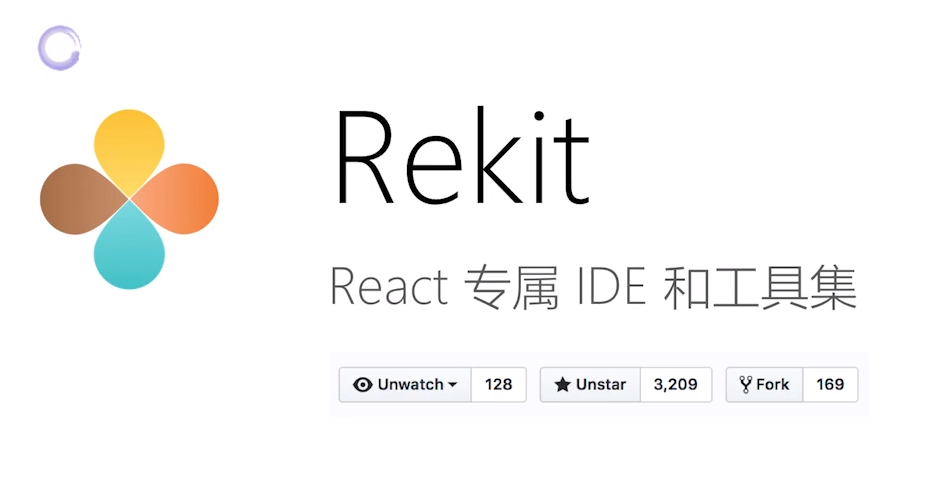 Rekit
React 专属 IDE 和工具集
Unwatch 128 Unstar 3,209 Fork 169